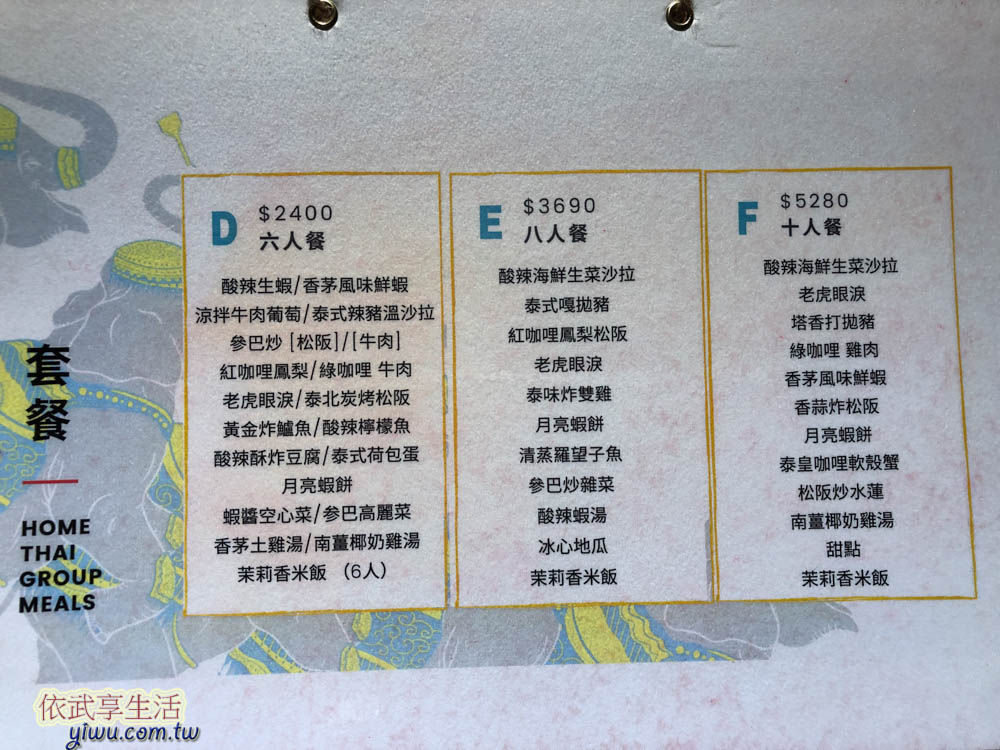 套餐
HOME
THAI
GROUP
MEALS
D
$2400
六人餐
酸辣生蝦/香茅風味鮮蝦
涼拌牛肉葡萄/泰式辣豬溫沙拉
參巴炒 [松阪]/[牛肉]
紅咖哩鳳梨/綠咖哩 牛肉
老虎眼淚/泰北炭烤松阪
黃金炸鱸魚/酸辣檸檬魚
酸辣酥炸豆腐/泰式荷包蛋
月亮蝦餅
蝦醬空心菜/參巴高麗菜
香茅土雞湯/南薑椰奶雞湯
茉莉香米飯 (6人)
E
$3690
八人餐
酸辣海鮮生菜沙拉
泰式嘎拋豬
紅咖哩鳳梨松阪
老虎眼淚
泰味炸雙雞
月亮蝦餅
清蒸羅望子魚
參巴炒雜菜
酸辣蝦湯
冰心地瓜
茉莉香米飯
F
$5280
十人餐
酸辣海鮮生菜沙拉
老虎眼淚
塔香打拋豬
綠咖哩 雞肉
香茅風味鮮蝦
香蒜炸松阪
月亮蝦餅
泰皇咖哩軟殼蟹
松阪炒水蓮
南薑椰奶雞湯
甜點
茉莉香米飯
依武享生活
yiwu.com.tw